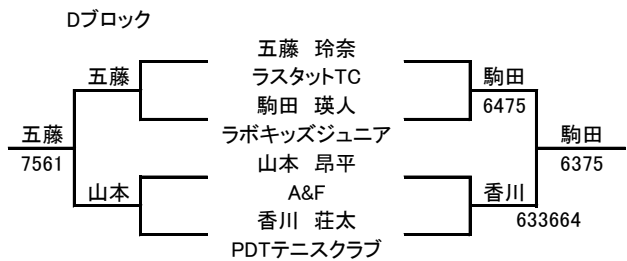 Dブロック
五藤　玲奈
五藤 ラスタットTC 駒田
駒田　瑛人 6475
五藤 ラボキッズジュニア 駒田
7561 山本　昂平 6375
山本 A&F 香川
香川　荘太 633664
PDTテニスクラブ